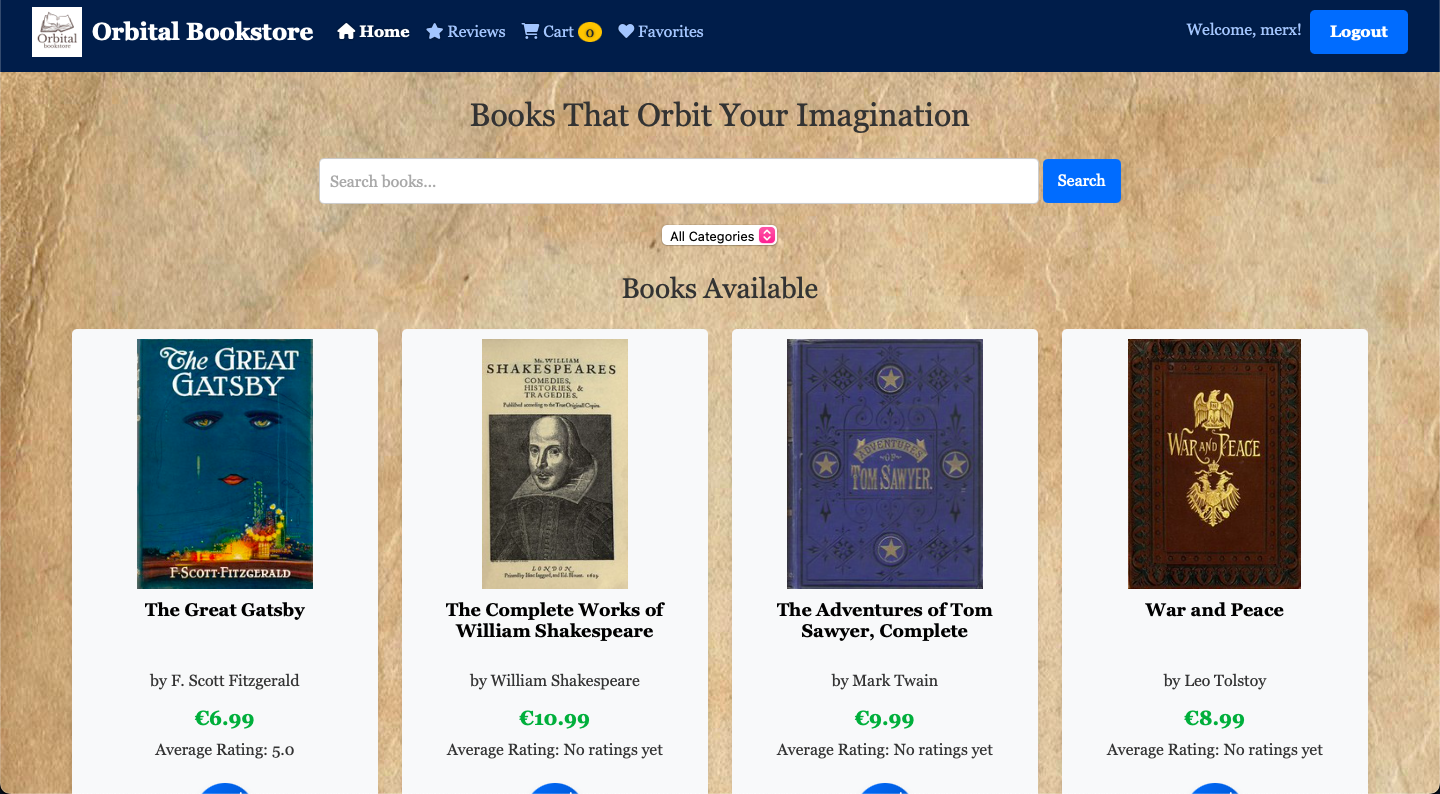 Orbital
bookstore
Orbital Bookstore
Home
Reviews
Cart 0
Favorites
Welcome, merx!
Logout
Books That Orbit Your Imagination
Search books...
Search
All Categories
Books Available
The GREAT
GATSBY
F·SCOTT·FITZGERALD
The Great Gatsby
by F. Scott Fitzgerald
€6.99
Average Rating: 5.0
Mr. WILLIAM
SHAKESPEARES
COMEDIES,
HISTORIES, &
TRAGEDIES.
Published according to the True Originall Copies.
LONDON
Printed by Isaac Iaggard, and Ed. Blount. 1623.
The Complete Works of
William Shakespeare
by William Shakespeare
€10.99
Average Rating: No ratings yet
ADVENTURES
OF
TOM SAWYER.
The Adventures of Tom
Sawyer, Complete
by Mark Twain
€9.99
Average Rating: No ratings yet
WAR AND PEACE
War and Peace
by Leo Tolstoy
€8.99
Average Rating: No ratings yet